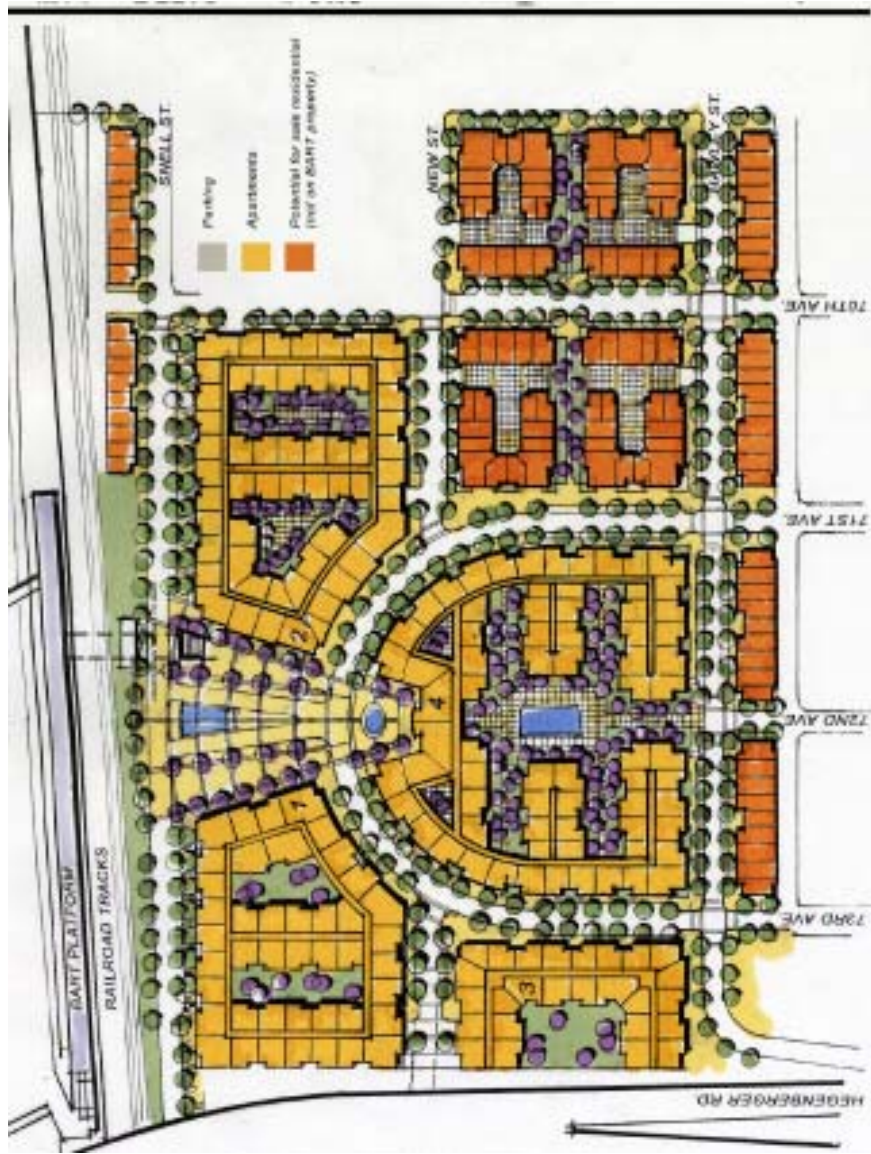 SNELL ST.
Parking
Apartments
Potential for sale residential
(not on BART property)
NEW ST.
70TH AVE.
71ST AVE.
72ND AVE
73RD AVE
HEGENBERGER RD.
BART PLATFORM
RAILROAD TRACKS
1
2
3
4